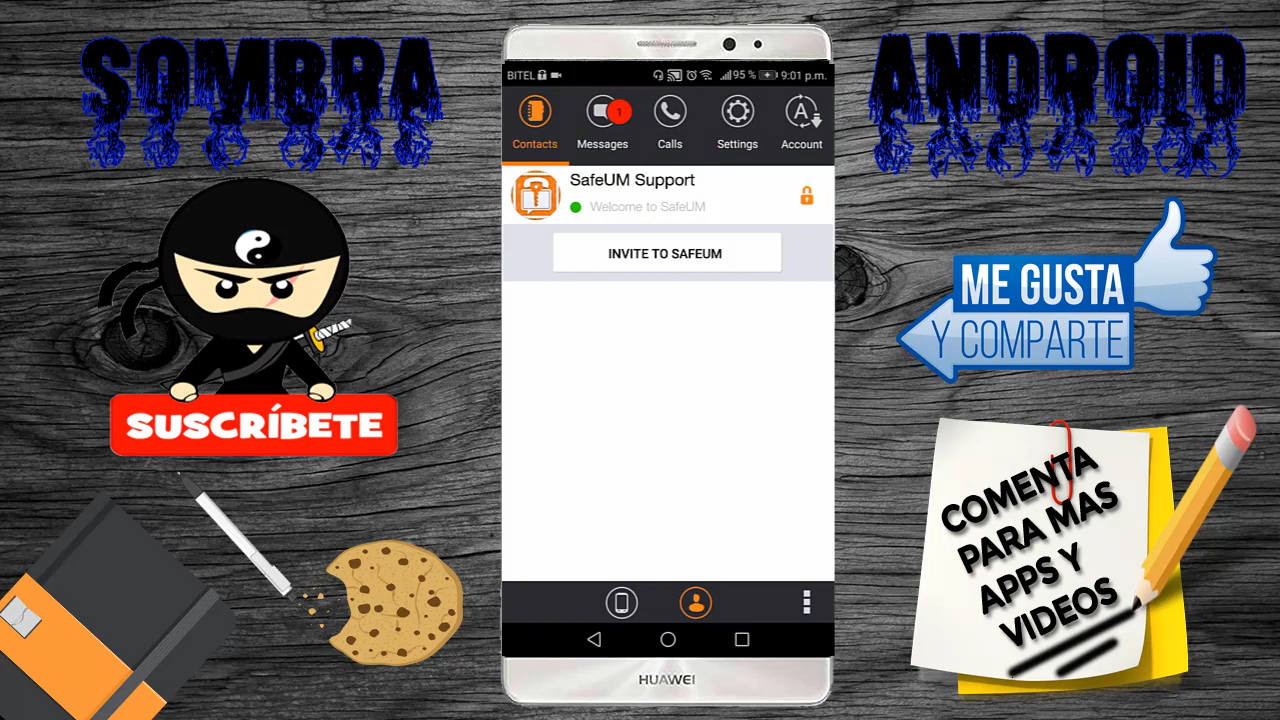 SOMBRA
ANDROID
BITEL
95 %
9:01 p.m.
1
A
Contacts
Messages
Calls
Settings
Account
SafeUM Support
Welcome to SafeUM
INVITE TO SAFEUM
ME GUSTA
Y COMPARTE
SUSCRÍBETE
COMENTA
PARA MAS
APPS Y
VIDEOS
HUAWEI